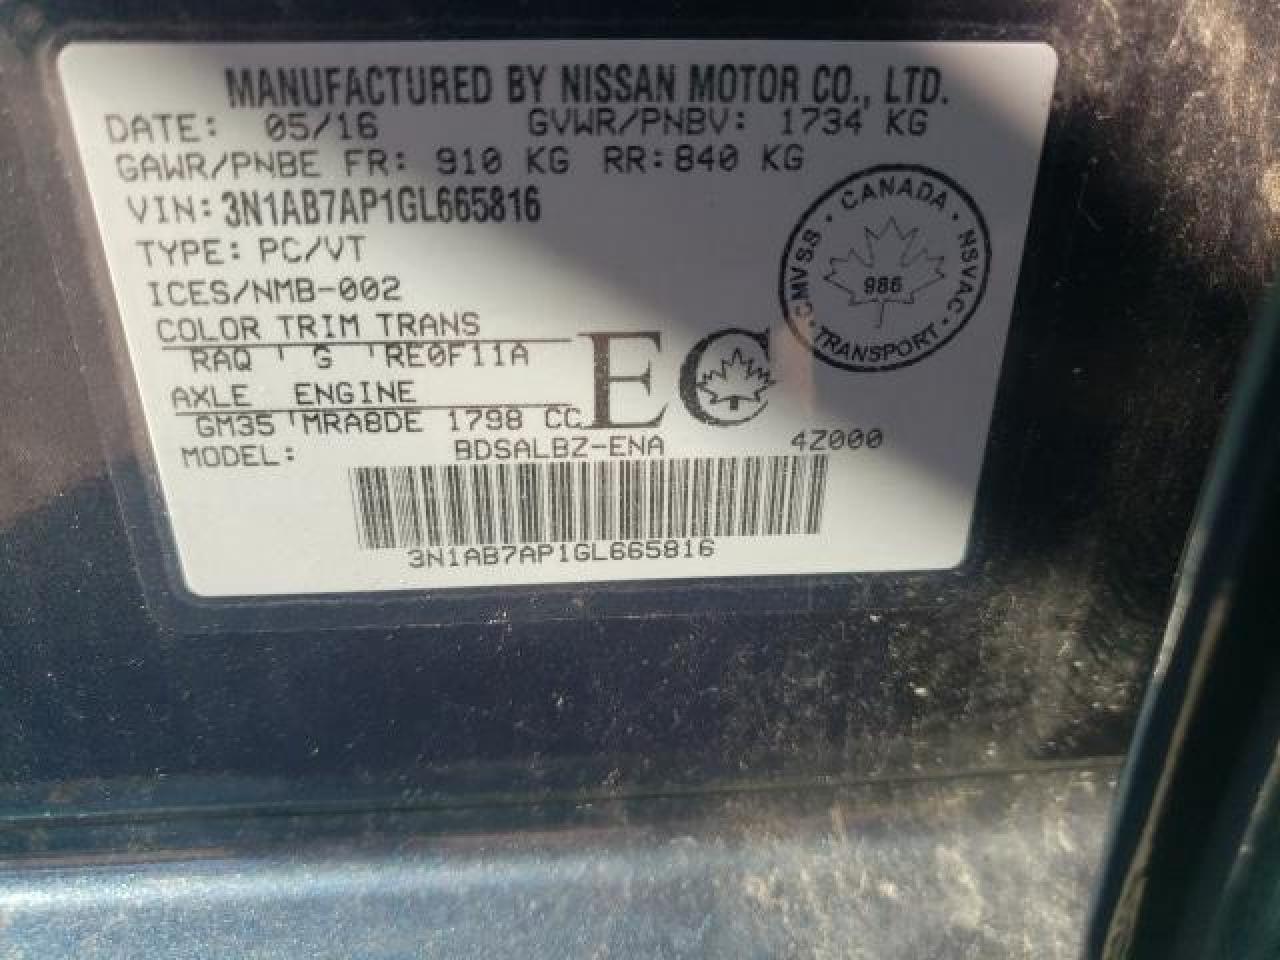 MANUFACTURED BY NISSAN MOTOR CO., LTD.
DATE: 05/16 GVWR/PNBV: 1734 KG
GAWR/PNBE FR: 910 KG RR: 840 KG
VIN: 3N1AB7AP1GL665816
TYPE: PC/VT
ICES/NMB-002
COLOR TRIM TRANS
RAQ ' G ' RE0F11A
AXLE ENGINE
GM35 ' MRA8DE 1798 CC
MODEL: BDSALBZ-ENA 4Z000
3N1AB7AP1GL665816
EC
CMVSS · CANADA · NSVAC · TRANSPORT ·
986